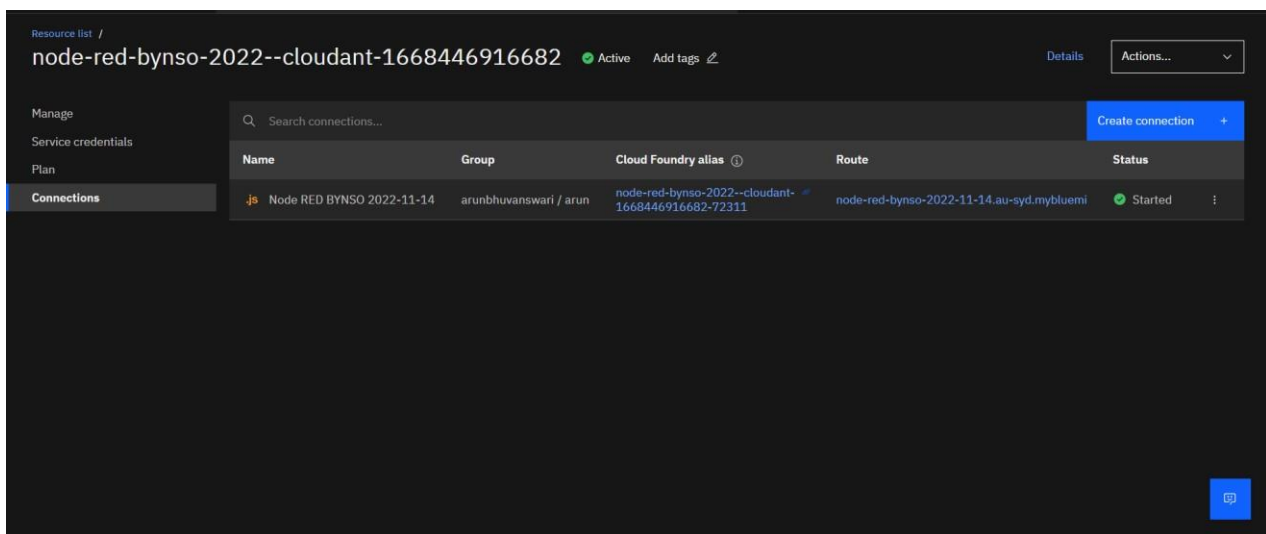 Resource list /
node-red-bynso-2022--cloudant-1668446916682 Active Add tags Details Actions...
Manage
Service credentials
Plan
Connections
Search connections... Create connection +
Name Group Cloud Foundry alias Route Status
.js Node RED BYNSO 2022-11-14 arunbhuvanswari / arun node-red-bynso-2022--cloudant- node-red-bynso-2022-11-14.au-syd.mybluemi Started
1668446916682-72311